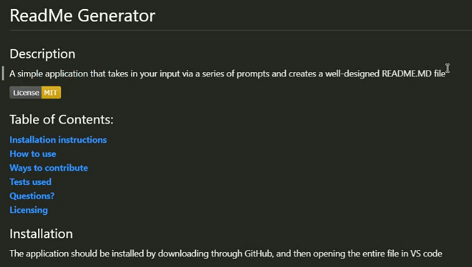 ReadMe Generator
Description
A simple application that takes in your input via a series of prompts and creates a well-designed README.MD file
License MIT
Table of Contents:
Installation instructions
How to use
Ways to contribute
Tests used
Questions?
Licensing
Installation
The application should be installed by downloading through GitHub, and then opening the entire file in VS code